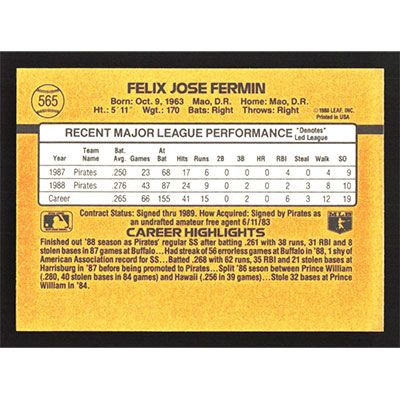 565
FELIX JOSE FERMIN
Born: Oct. 9, 1963 Mao, D.R. Home: Mao, D.R.
Ht.: 5' 11" Wgt.: 170 Bats: Right Throws: Right
©1988 LEAF, INC.
Printed in USA
RECENT MAJOR LEAGUE PERFORMANCE "Denotes" Led League
Year Team Name Bat. Avg. Games At Bat Hits Runs 2B 3B HR RBI Steal Walk SO
1987 Pirates .250 23 68 17 6 0 0 0 4 0 4 9
1988 Pirates .276 43 87 24 9 0 2 0 2 3 8 10
Career .265 66 155 41 15 0 2 0 6 3 12 19
Contract Status: Signed thru 1989. How Acquired: Signed by Pirates as
an undrafted amateur free agent 6/11/83
CAREER HIGHLIGHTS
Finished out '88 season as Pirates' regular SS after batting .261 with 38 runs, 31 RBI and 8
stolen bases in 87 games at Buffalo...Had streak of 56 errorless games at Buffalo in '88, 1 shy of
American Association record for SS...Batted .268 with 62 runs, 35 RBI and 21 stolen bases at
Harrisburg in '87 before being promoted to Pirates...Split '86 seson between Prince William
(.280, 40 stolen bases in 84 games) and Hawaii (.256 in 39 games)...Stole 32 bases at Prince
William in '84.